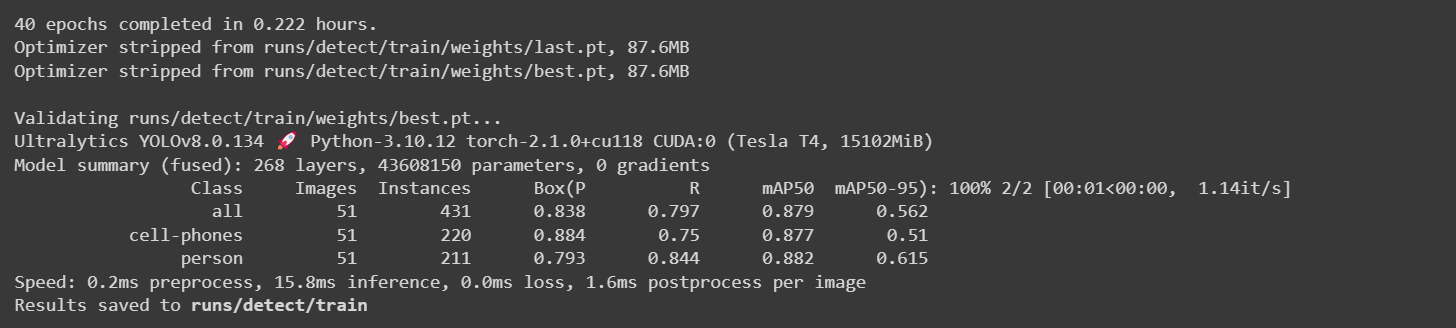 40 epochs completed in 0.222 hours.
Optimizer stripped from runs/detect/train/weights/last.pt, 87.6MB
Optimizer stripped from runs/detect/train/weights/best.pt, 87.6MB
Validating runs/detect/train/weights/best.pt...
Ultralytics YOLOv8.0.134 🚀 Python-3.10.12 torch-2.1.0+cu118 CUDA:0 (Tesla T4, 15102MiB)
Model summary (fused): 268 layers, 43608150 parameters, 0 gradients
Class Images Instances Box(P R mAP50 mAP50-95): 100% 2/2 [00:01<00:00, 1.14it/s]
all 51 431 0.838 0.797 0.879 0.562
cell-phones 51 220 0.884 0.75 0.877 0.51
person 51 211 0.793 0.844 0.882 0.615
Speed: 0.2ms preprocess, 15.8ms inference, 0.0ms loss, 1.6ms postprocess per image
Results saved to runs/detect/train